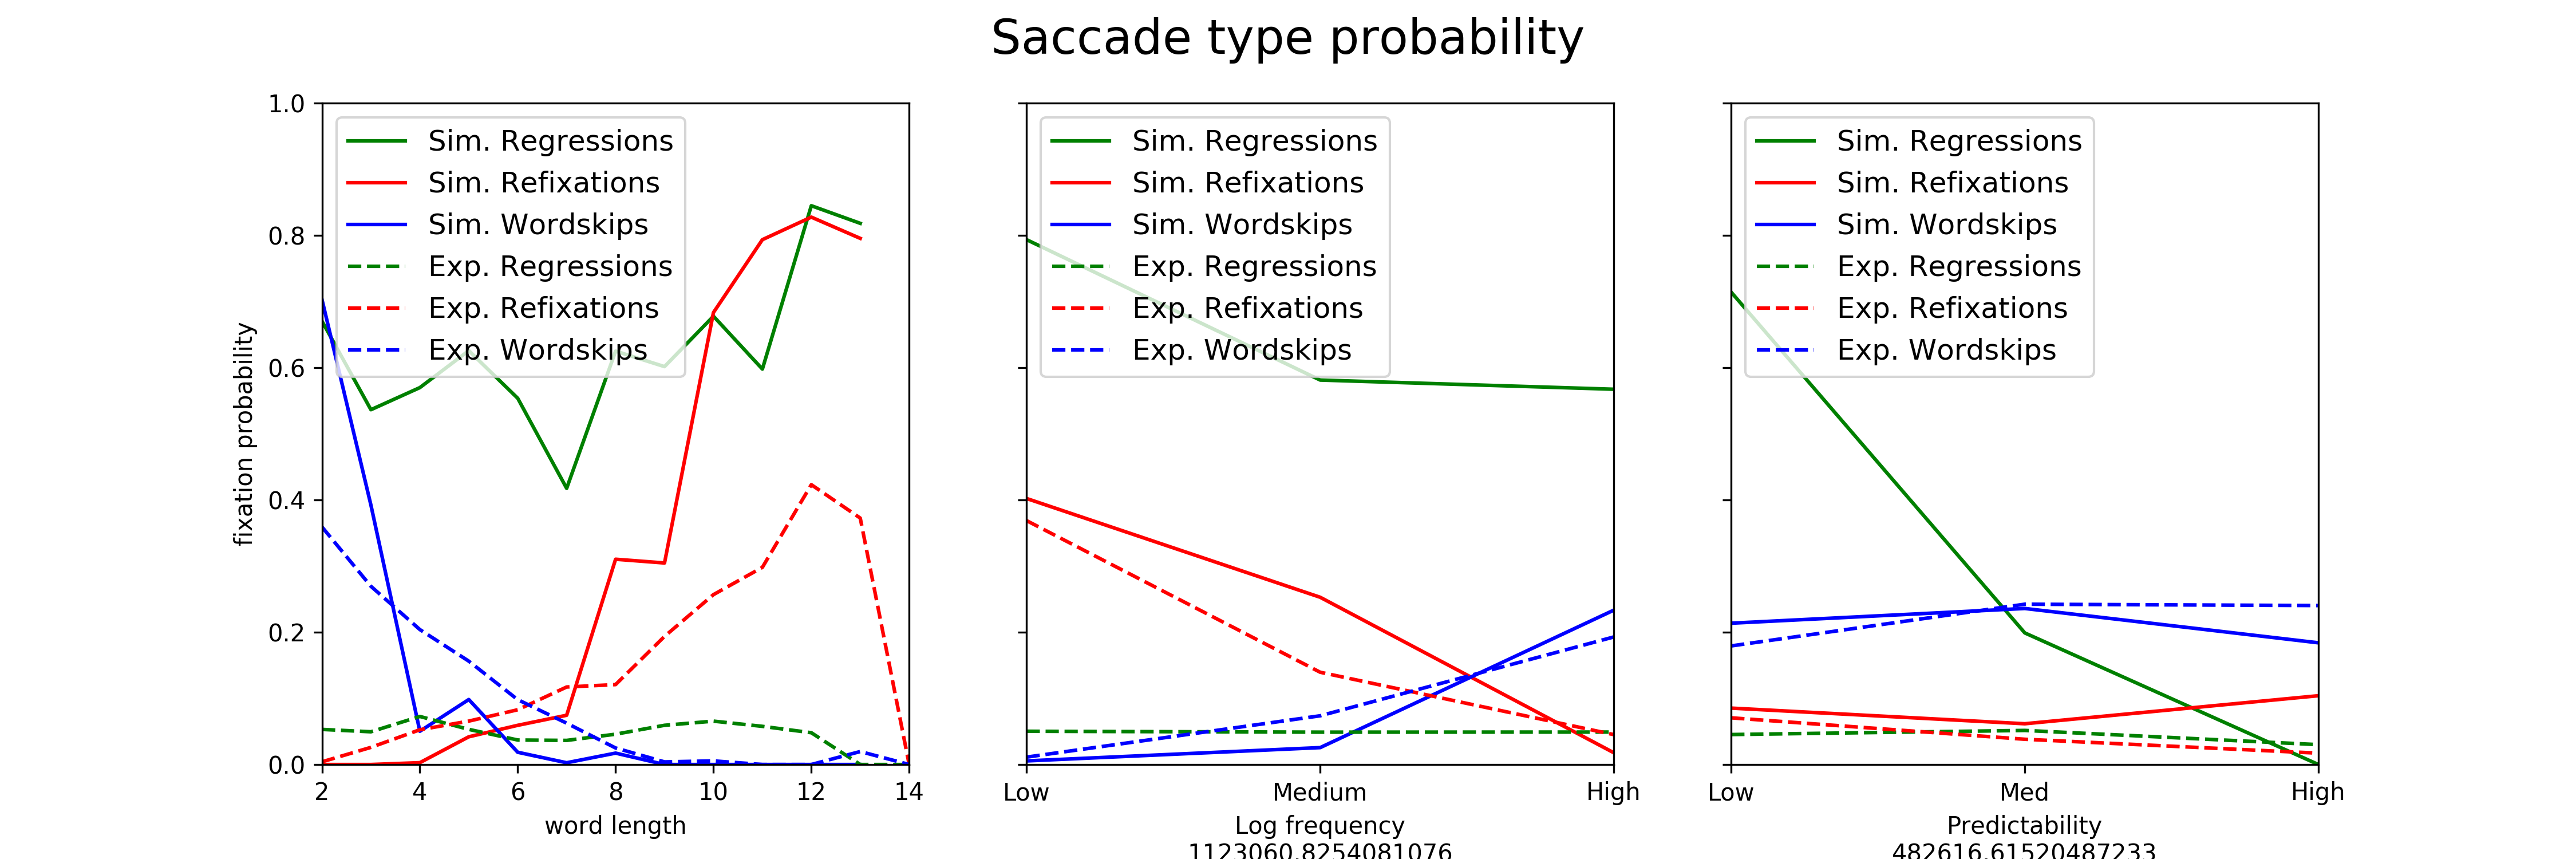 Saccade type probability
1.0
0.8
0.6
0.4
0.2
0.0
fixation probability
Sim. Regressions
Sim. Refixations
Sim. Wordskips
Exp. Regressions
Exp. Refixations
Exp. Wordskips
2 4 6 8 10 12 14
word length
Sim. Regressions
Sim. Refixations
Sim. Wordskips
Exp. Regressions
Exp. Refixations
Exp. Wordskips
Low Medium High
Log frequency
1123060.8254081076
Sim. Regressions
Sim. Refixations
Sim. Wordskips
Exp. Regressions
Exp. Refixations
Exp. Wordskips
Low Med High
Predictability
482616.61520487233